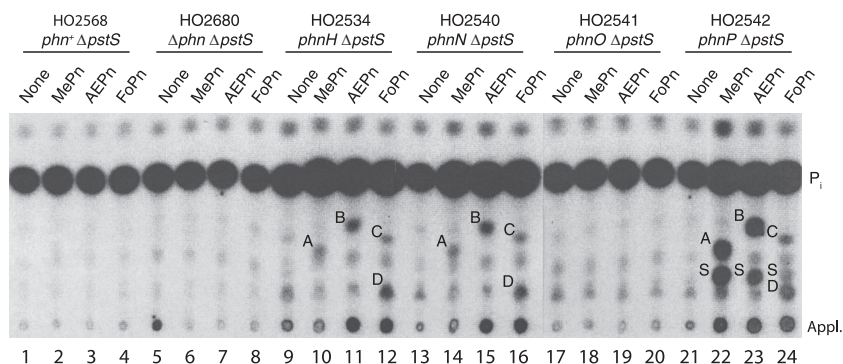 HO2568 HO2680 HO2534 HO2540 HO2541 HO2542
phn⁺ ΔpstS Δphn ΔpstS phnH ΔpstS phnN ΔpstS phnO ΔpstS phnP ΔpstS
None MePn AEPn FoPn None MePn AEPn FoPn None MePn AEPn FoPn None MePn AEPn FoPn None MePn AEPn FoPn None MePn AEPn FoPn
Pᵢ
B B B
C C C
A A A
S S S
D D D
Appl.
1 2 3 4 5 6 7 8 9 10 11 12 13 14 15 16 17 18 19 20 21 22 23 24